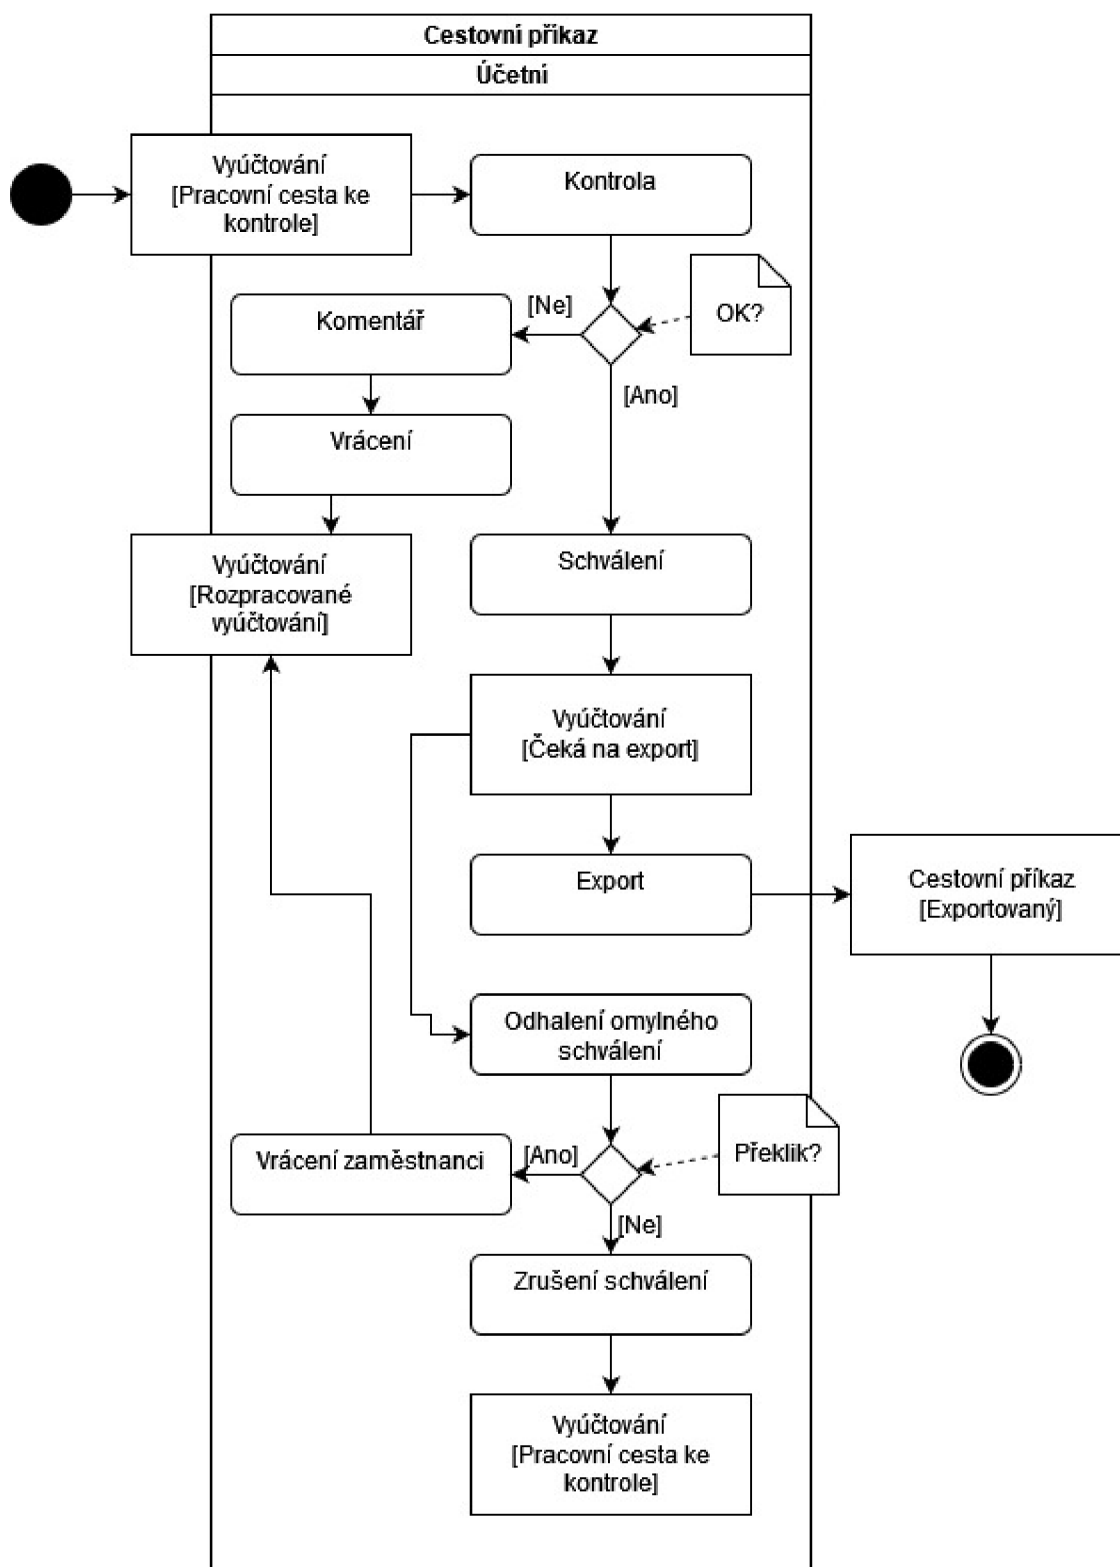 Cestovní příkaz
Účetní
Vyúčtování
[Pracovní cesta ke
kontrole]
Kontrola
OK?
[Ne]
Komentář
[Ano]
Vrácení
Vyúčtování
[Rozpracované
vyúčtování]
Schválení
Vyúčtování
[Čeká na export]
Export
Cestovní příkaz
[Exportovaný]
Odhalení omylného
schválení
Překlik?
[Ano]
Vrácení zaměstnanci
[Ne]
Zrušení schválení
Vyúčtování
[Pracovní cesta ke
kontrole]